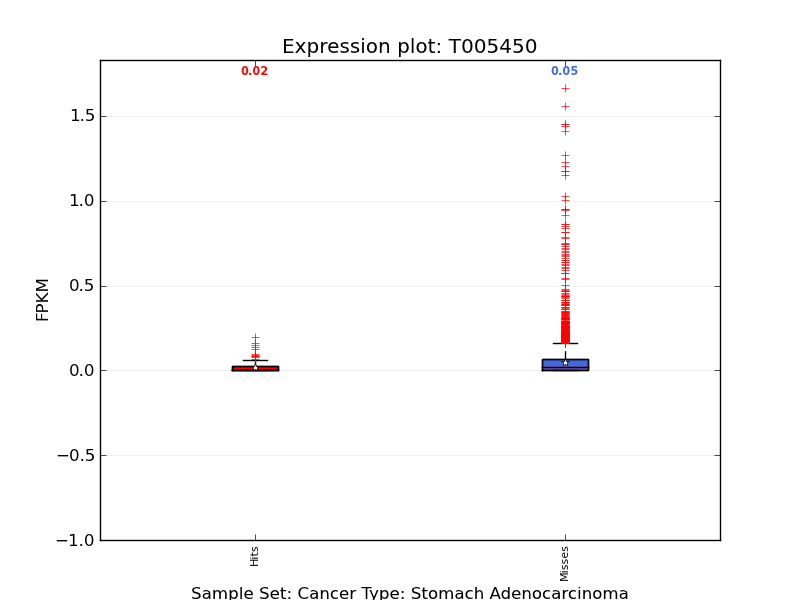 Expression plot: T005450
0.02
0.05
1.5
1.0
0.5
0.0
−0.5
−1.0
FPKM
Hits
Misses
Sample Set: Cancer Type: Stomach Adenocarcinoma